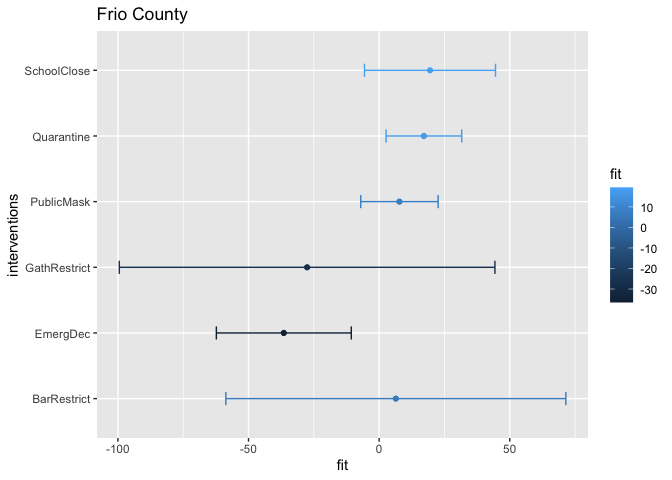 Frio County
interventions
SchoolClose
Quarantine
PublicMask
GathRestrict
EmergDec
BarRestrict
-100 -50 0 50
fit
fit
10
0
-10
-20
-30